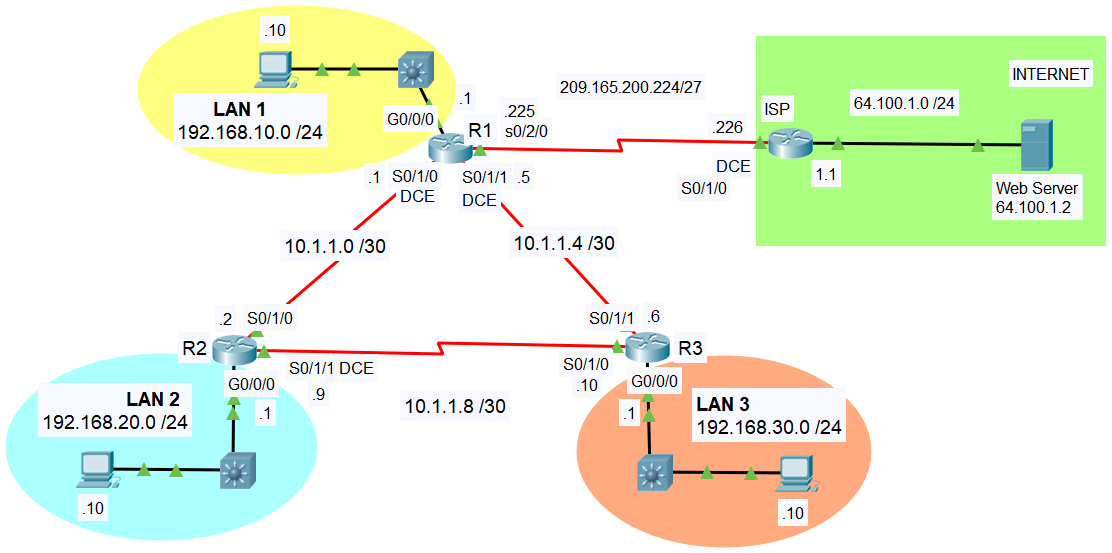 .10
LAN 1
192.168.10.0 /24
G0/0/0
.1
R1
.225
s0/2/0
209.165.200.224/27
.226
ISP
DCE
S0/1/0
64.100.1.0 /24
INTERNET
1.1
Web Server
64.100.1.2
.1
S0/1/0
DCE
S0/1/1
.5
DCE
10.1.1.0 /30
10.1.1.4 /30
.2
S0/1/0
R2
S0/1/1 DCE
.9
S0/1/1
.6
R3
S0/1/0
.10
10.1.1.8 /30
G0/0/0
.1
LAN 2
192.168.20.0 /24
.10
G0/0/0
.1
LAN 3
192.168.30.0 /24
.10